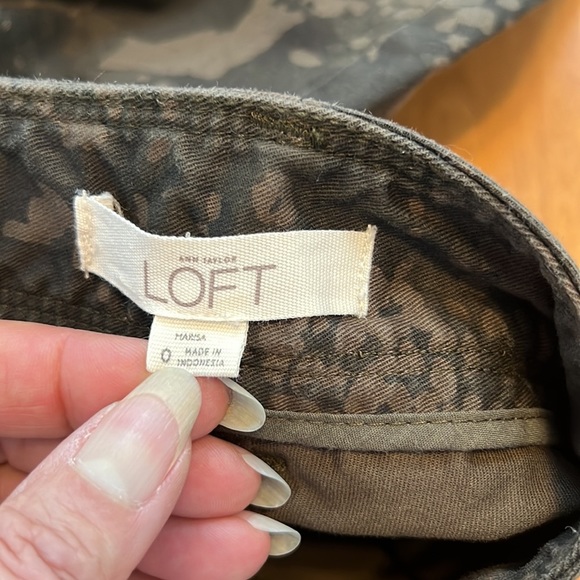 ANN TAYLOR
LOFT
MARISA
0 MADE IN
INDONESIA